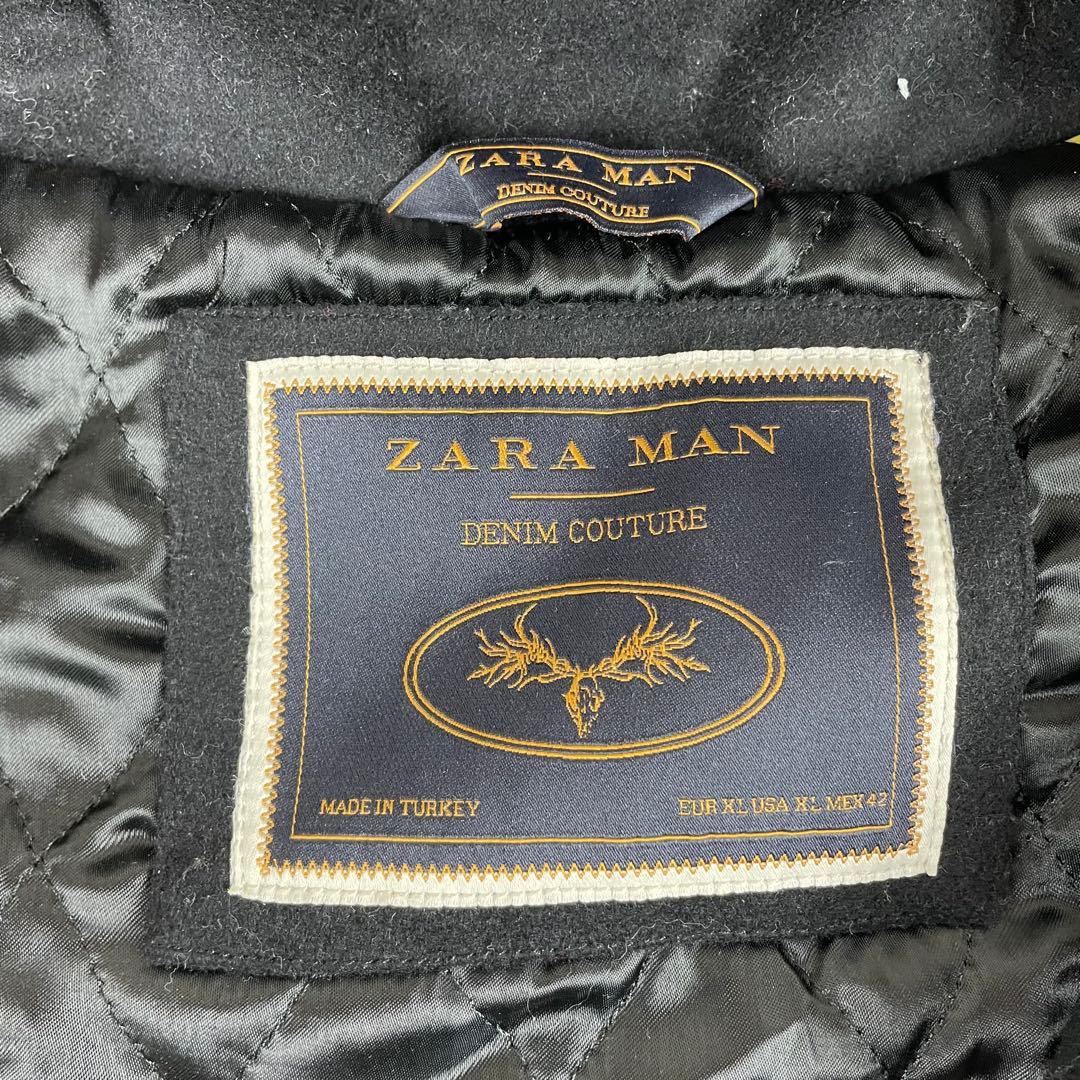 ZARA MAN
DENIM COUTURE
ZARA MAN
DENIM COUTURE
MADE IN TURKEY
EUR XL USA XL MEX 42